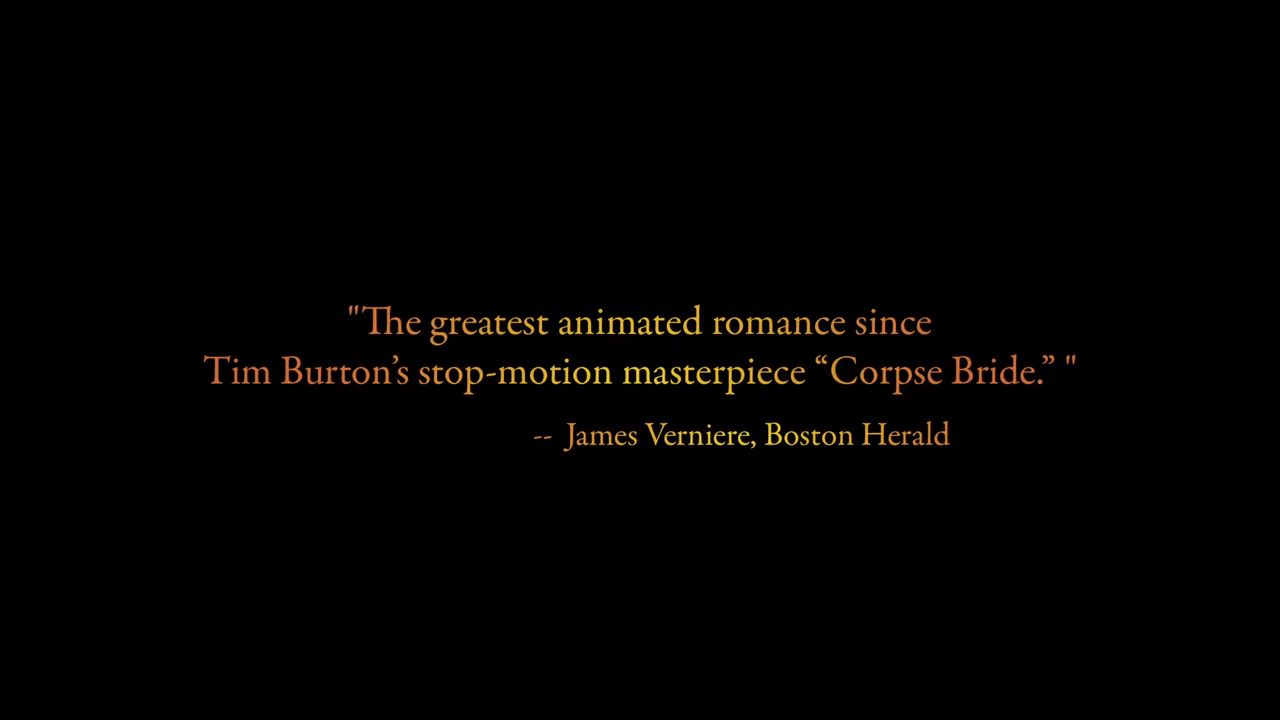 "The greatest animated romance since
Tim Burton’s stop-motion masterpiece “Corpse Bride.” "
-- James Verniere, Boston Herald